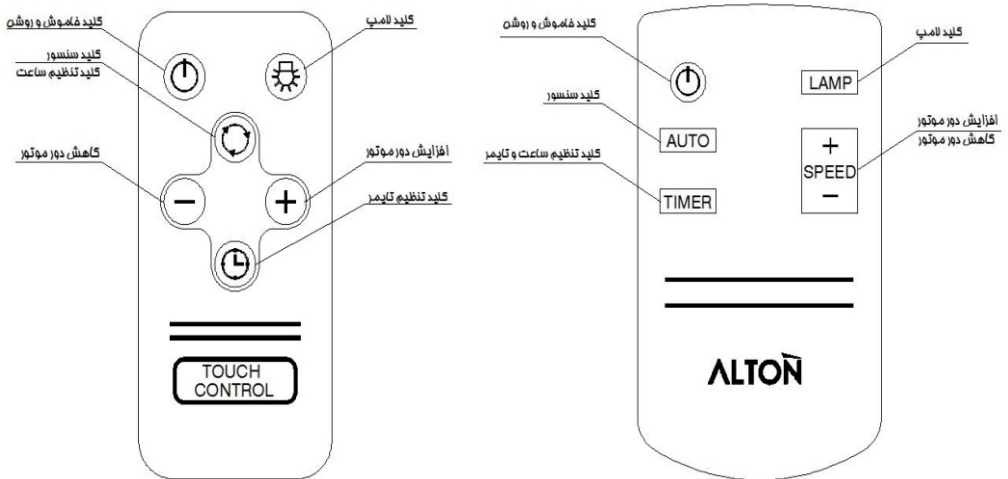 کلید خاموش و روشن
کلید لامپ
کلید سنسور
کلید تنظیم ساعت
کاهش دور موتور
افزایش دور موتور
کلید تنظیم تایمر
TOUCH
CONTROL
کلید خاموش و روشن
کلید لامپ
LAMP
کلید سنسور
AUTO
افزایش دور موتور
کاهش دور موتور
+
SPEED
−
کلید تنظیم ساعت و تایمر
TIMER
ALTON